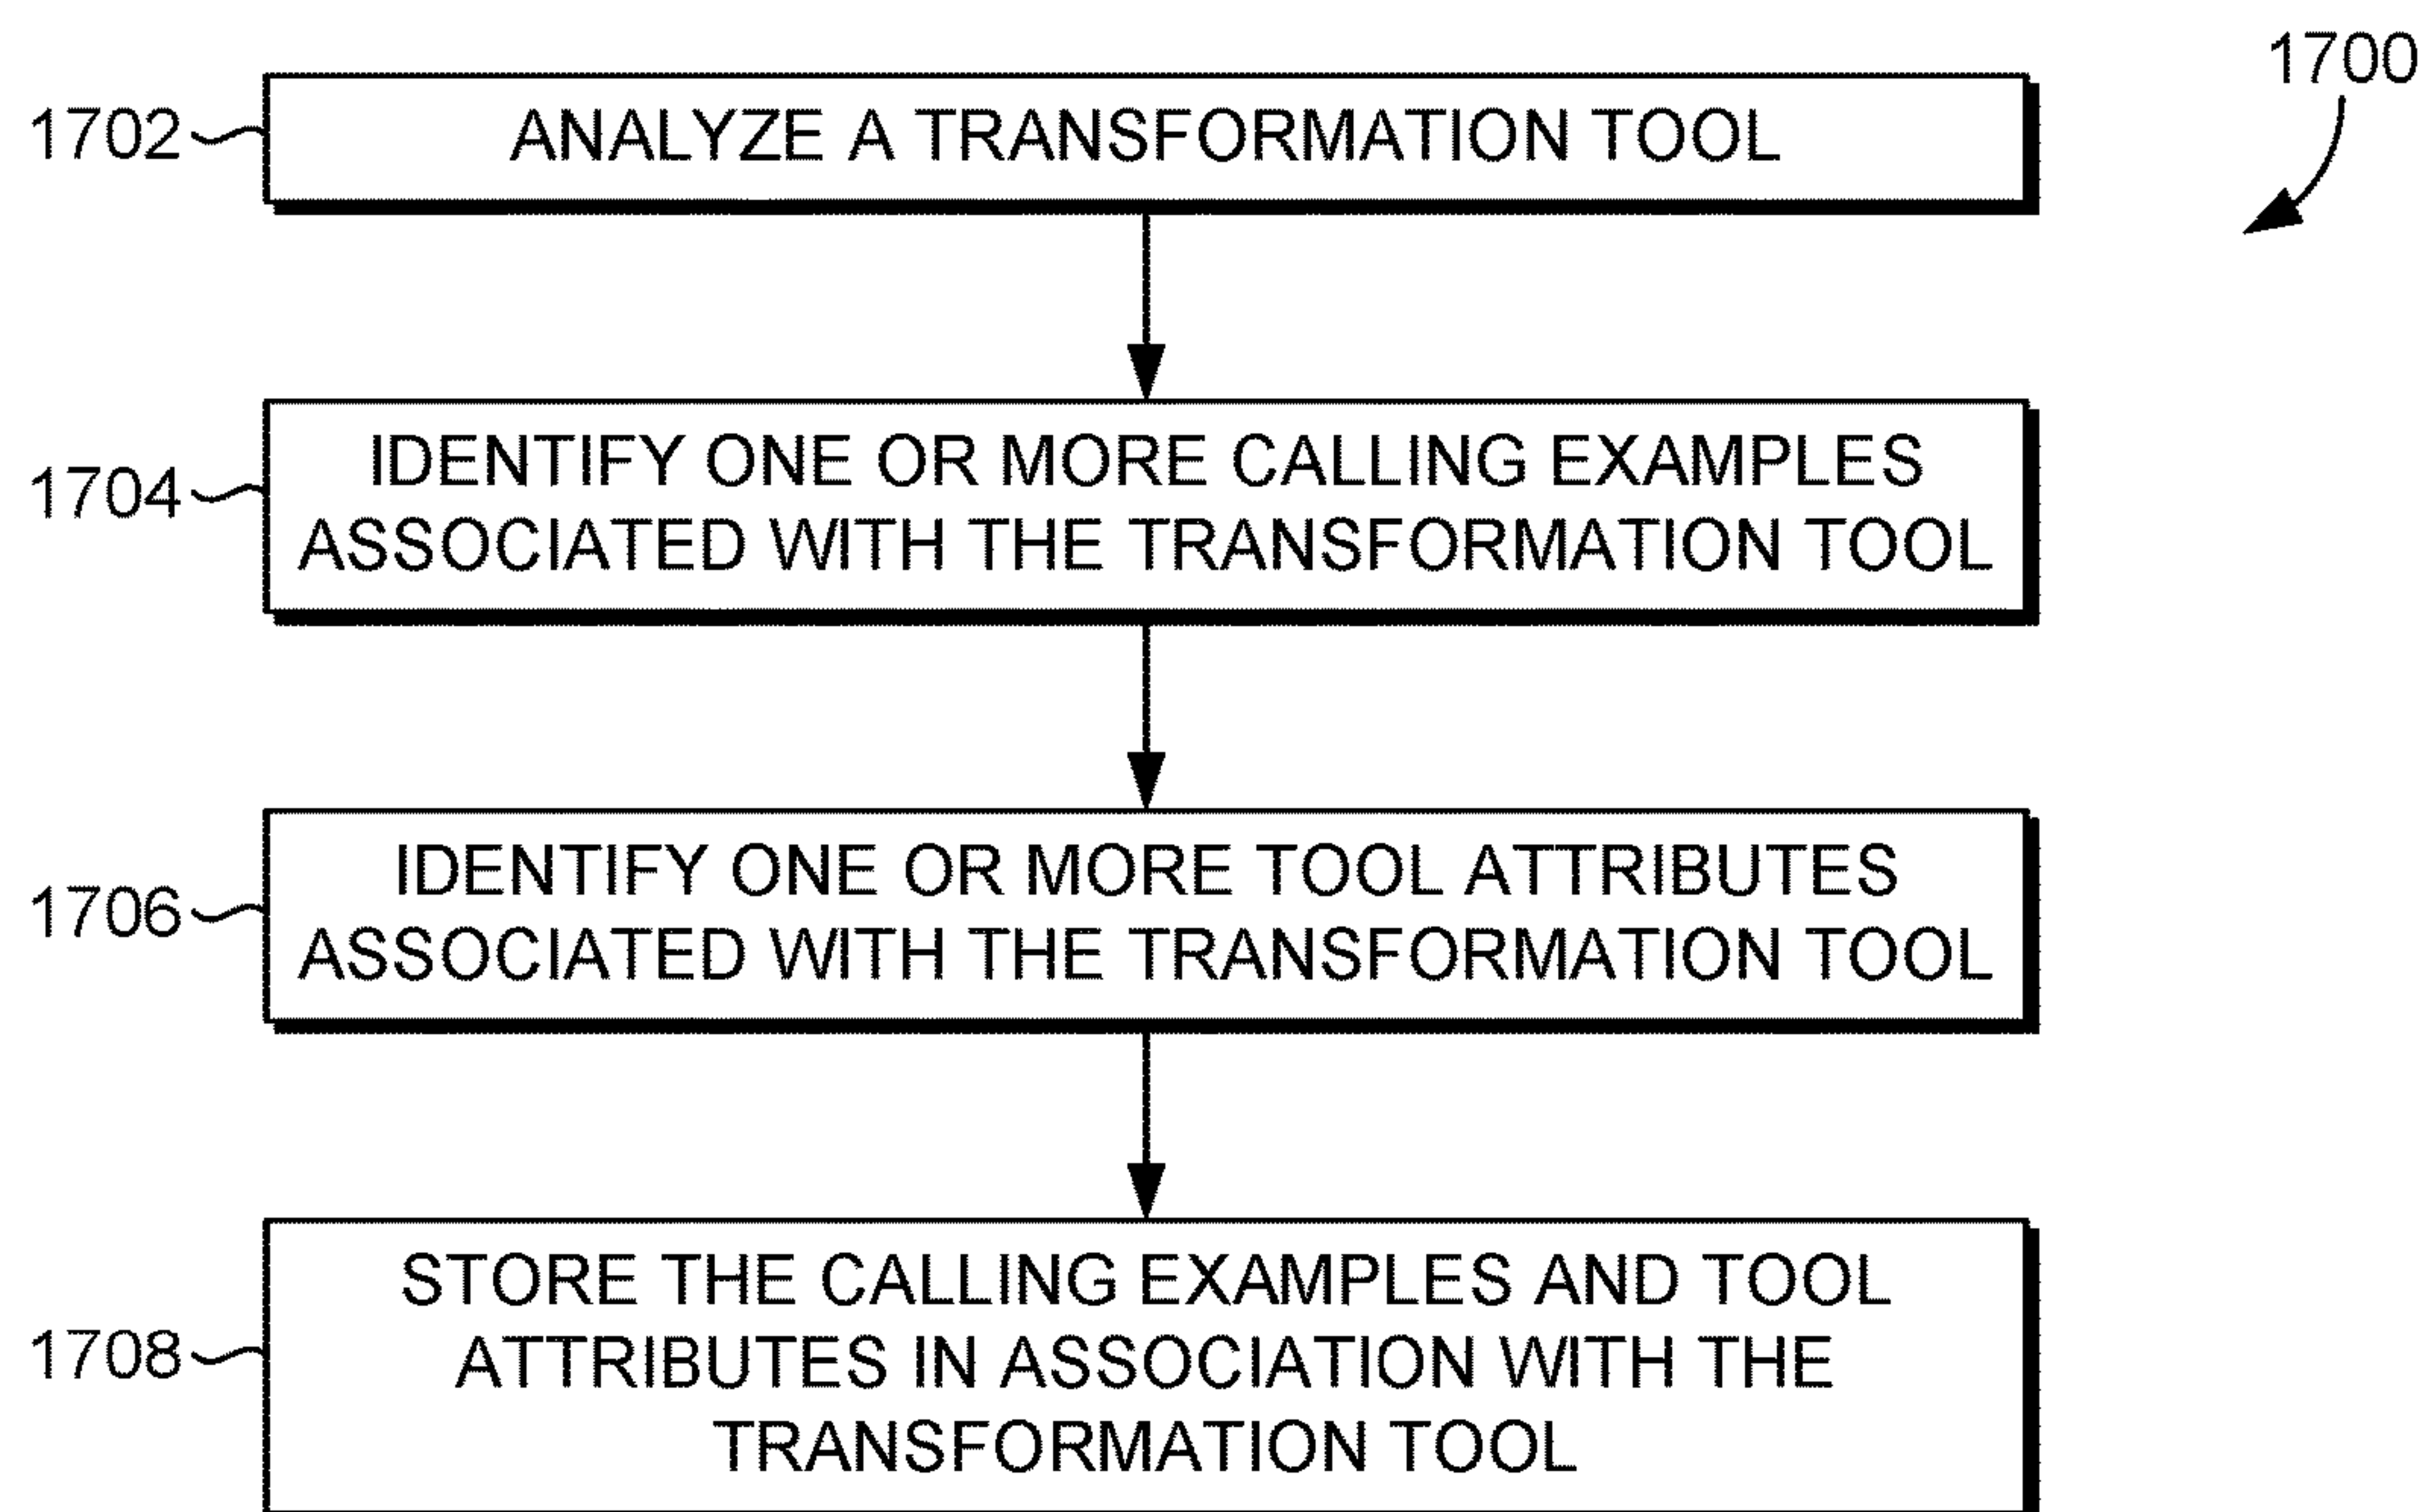 1700
1702
ANALYZE A TRANSFORMATION TOOL
1704
IDENTIFY ONE OR MORE CALLING EXAMPLES
ASSOCIATED WITH THE TRANSFORMATION TOOL
1706
IDENTIFY ONE OR MORE TOOL ATTRIBUTES
ASSOCIATED WITH THE TRANSFORMATION TOOL
1708
STORE THE CALLING EXAMPLES AND TOOL
ATTRIBUTES IN ASSOCIATION WITH THE
TRANSFORMATION TOOL